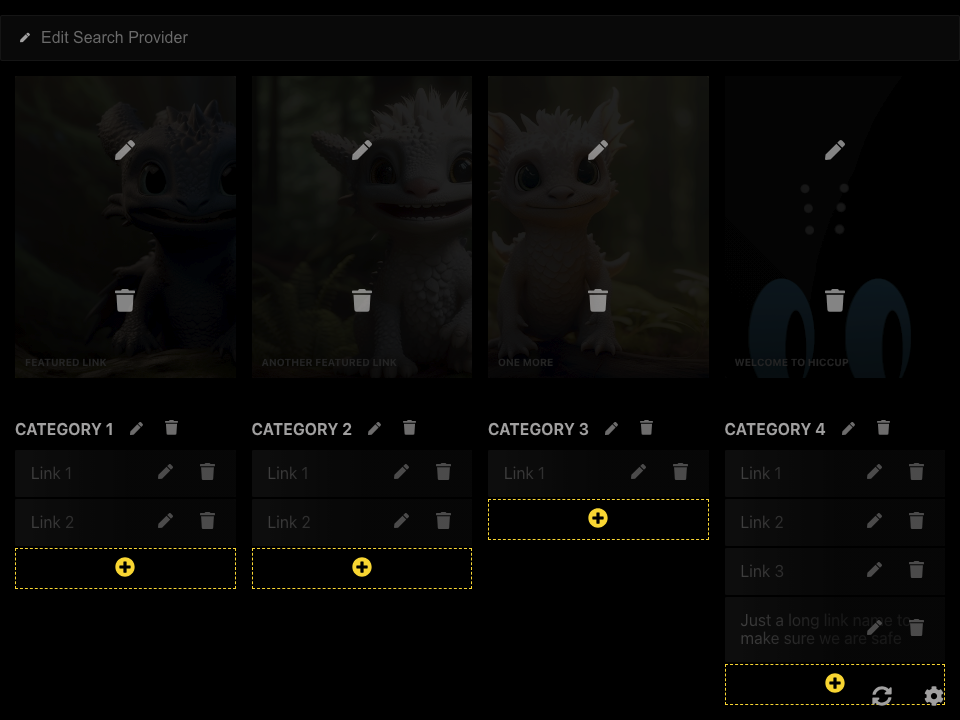 Edit Search Provider
FEATURED LINK
ANOTHER FEATURED LINK
ONE MORE
WELCOME TO HICCUP
CATEGORY 1
Link 1
Link 2
CATEGORY 2
Link 1
Link 2
CATEGORY 3
Link 1
CATEGORY 4
Link 1
Link 2
Link 3
Just a long link name to
make sure we are safe